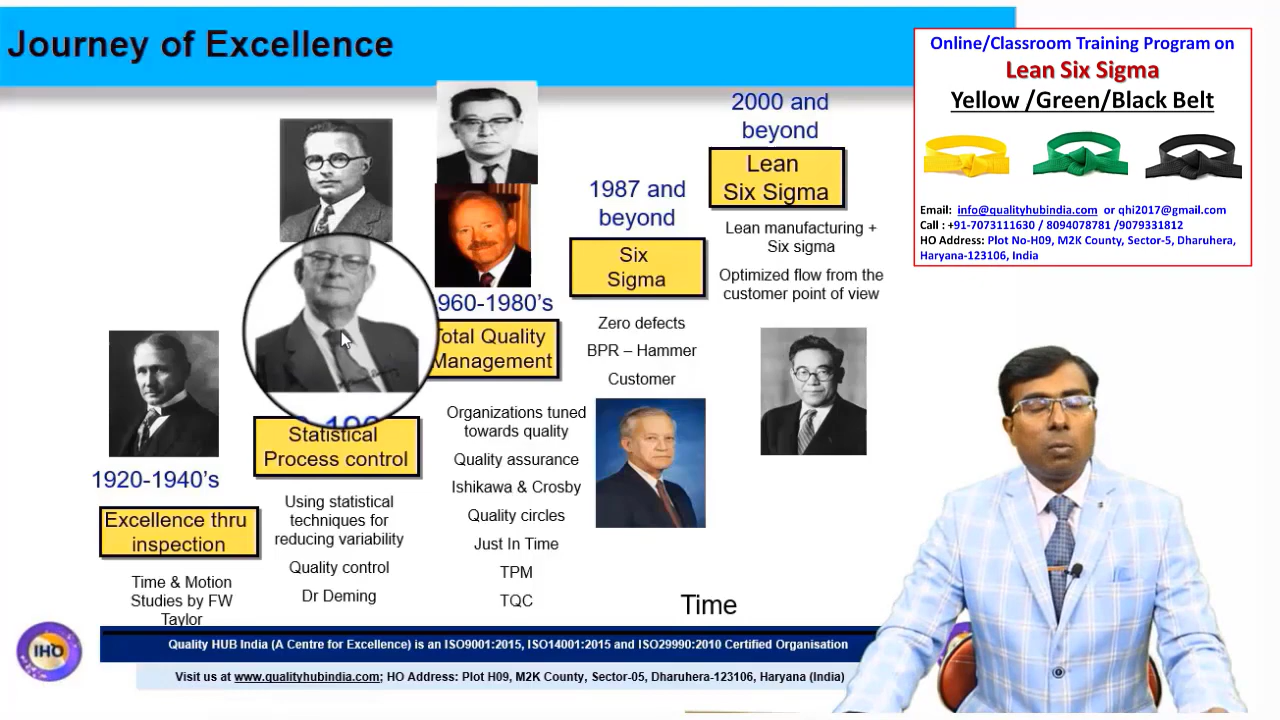 Journey of Excellence
Online/Classroom Training Program on
Lean Six Sigma
Yellow /Green/Black Belt
Email: info@qualityhubindia.com or qhi2017@gmail.com
Call : +91-7073111630 / 8094078781 /9079331812
HO Address: Plot No-H09, M2K County, Sector-5, Dharuhera,
Haryana-123106, India
1920-1940's
Excellence thru
inspection
Time & Motion
Studies by FW
Taylor
Statistical
Process control
Using statistical
techniques for
reducing variability
Quality control
Dr Deming
960-1980's
Total Quality
Management
Organizations tuned
towards quality
Quality assurance
Ishikawa & Crosby
Quality circles
Just In Time
TPM
TQC
1987 and
beyond
Six
Sigma
Zero defects
BPR – Hammer
Customer
2000 and
beyond
Lean
Six Sigma
Lean manufacturing +
Six sigma
Optimized flow from the
customer point of view
Time
IHO
Quality HUB India (A Centre for Excellence) is an ISO9001:2015, ISO14001:2015 and ISO29990:2010 Certified Organisation
Visit us at www.qualityhubindia.com; HO Address: Plot H09, M2K County, Sector-05, Dharuhera-123106, Haryana (India)